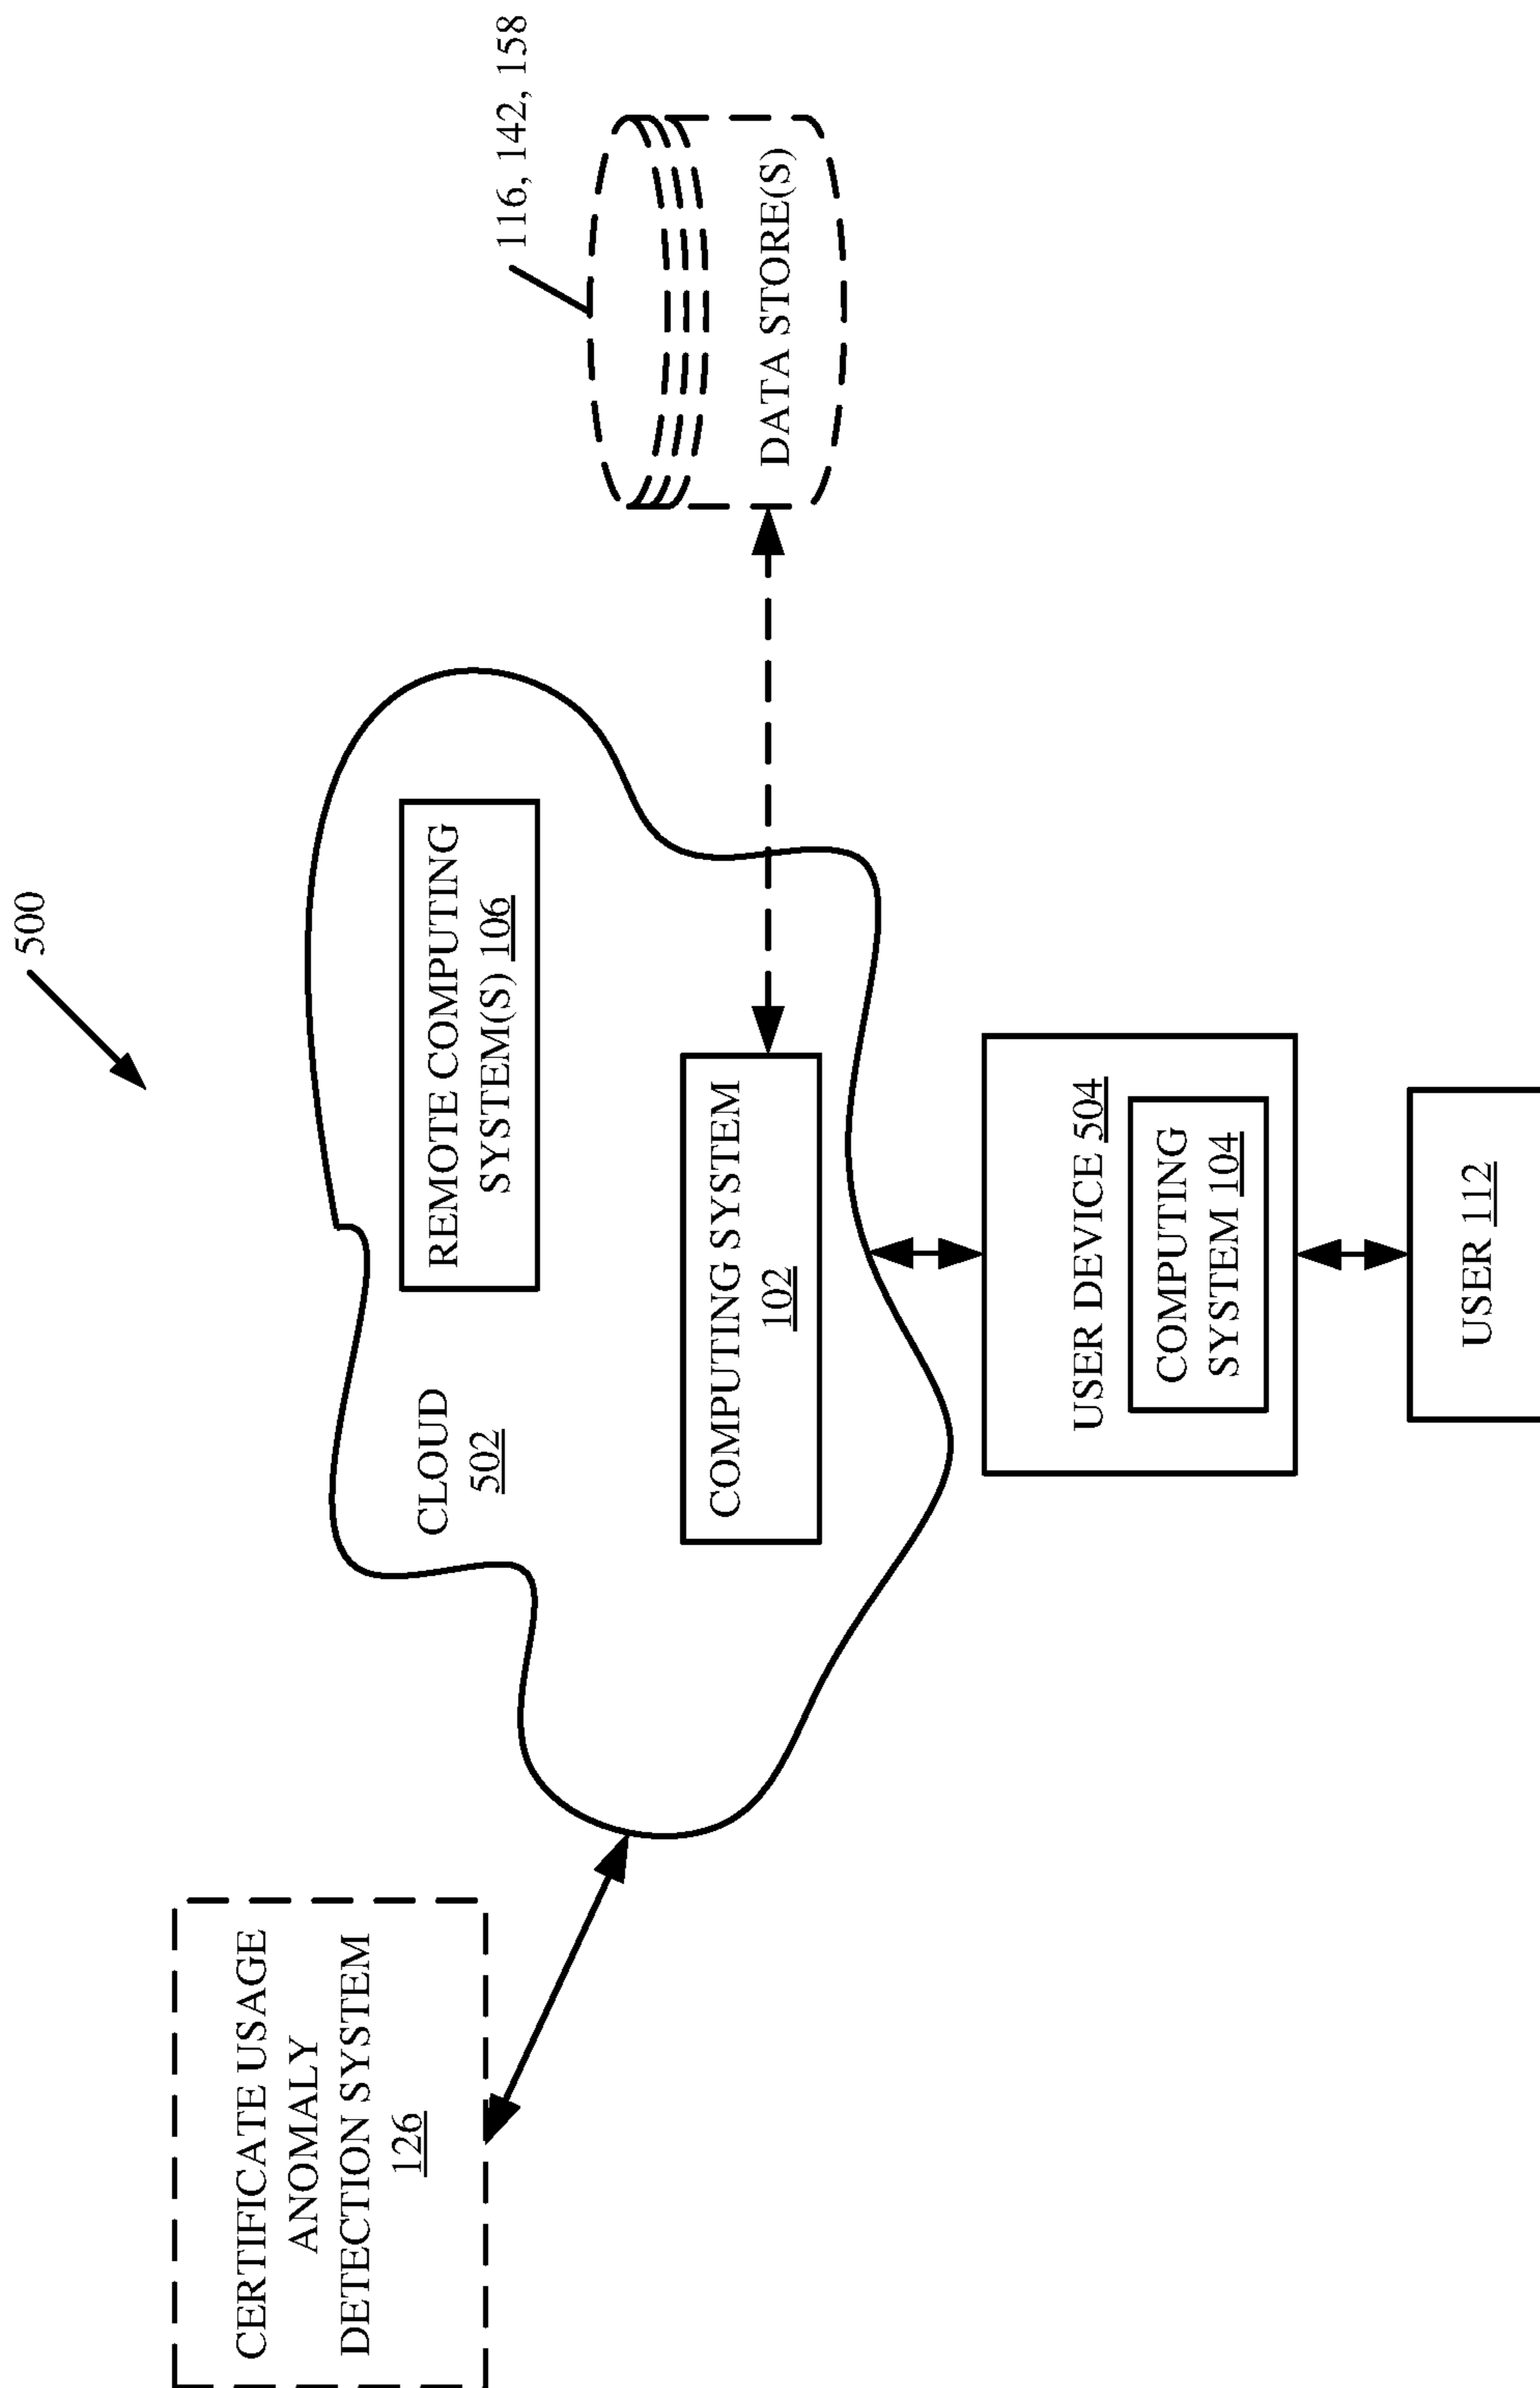 500
116, 142, 158
CERTIFICATE USAGE
ANOMALY
DETECTION SYSTEM
126
CLOUD
502
REMOTE COMPUTING
SYSTEM(S) 106
COMPUTING SYSTEM
102
DATA STORE(S)
USER DEVICE 504
COMPUTING
SYSTEM 104
USER 112